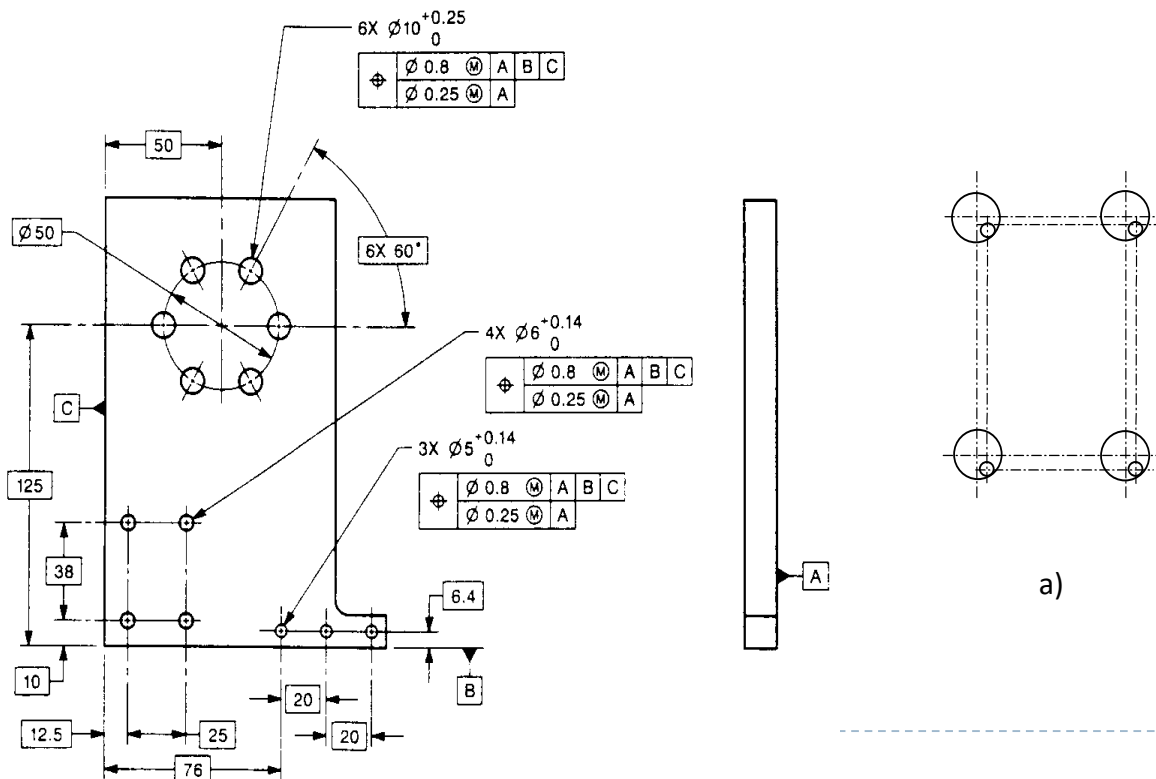 6X Ø10 +0.25
0
⌖ Ø 0.8 Ⓜ A B C
Ø 0.25 Ⓜ A
50
Ø 50
6X 60°
4X Ø6 +0.14
0
⌖ Ø 0.8 Ⓜ A B C
Ø 0.25 Ⓜ A
C
3X Ø5 +0.14
0
⌖ Ø 0.8 Ⓜ A B C
Ø 0.25 Ⓜ A
125
38
A
a)
6.4
10
B
20
12.5
25
20
76